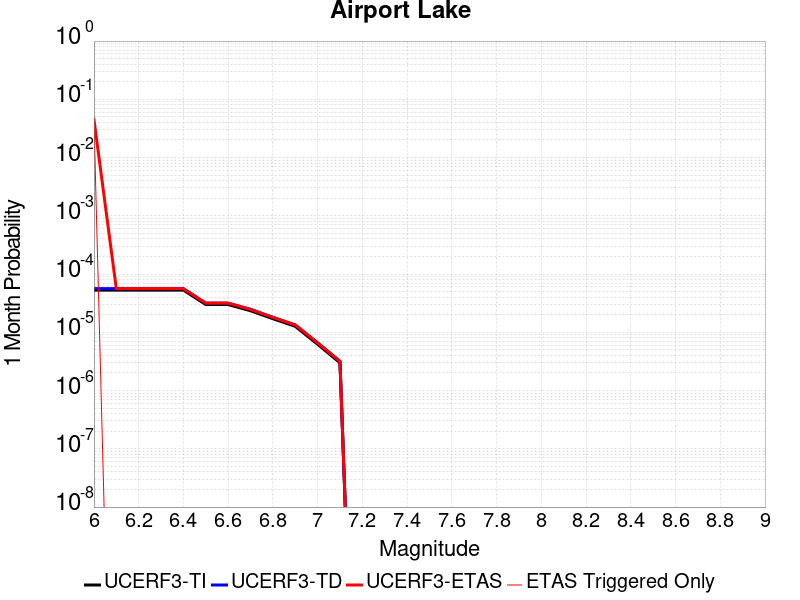 Airport Lake
10^0
10^-1
10^-2
10^-3
10^-4
10^-5
10^-6
10^-7
10^-8
1 Month Probability
6 6.2 6.4 6.6 6.8 7 7.2 7.4 7.6 7.8 8 8.2 8.4 8.6 8.8 9
Magnitude
UCERF3-TI UCERF3-TD UCERF3-ETAS ETAS Triggered Only